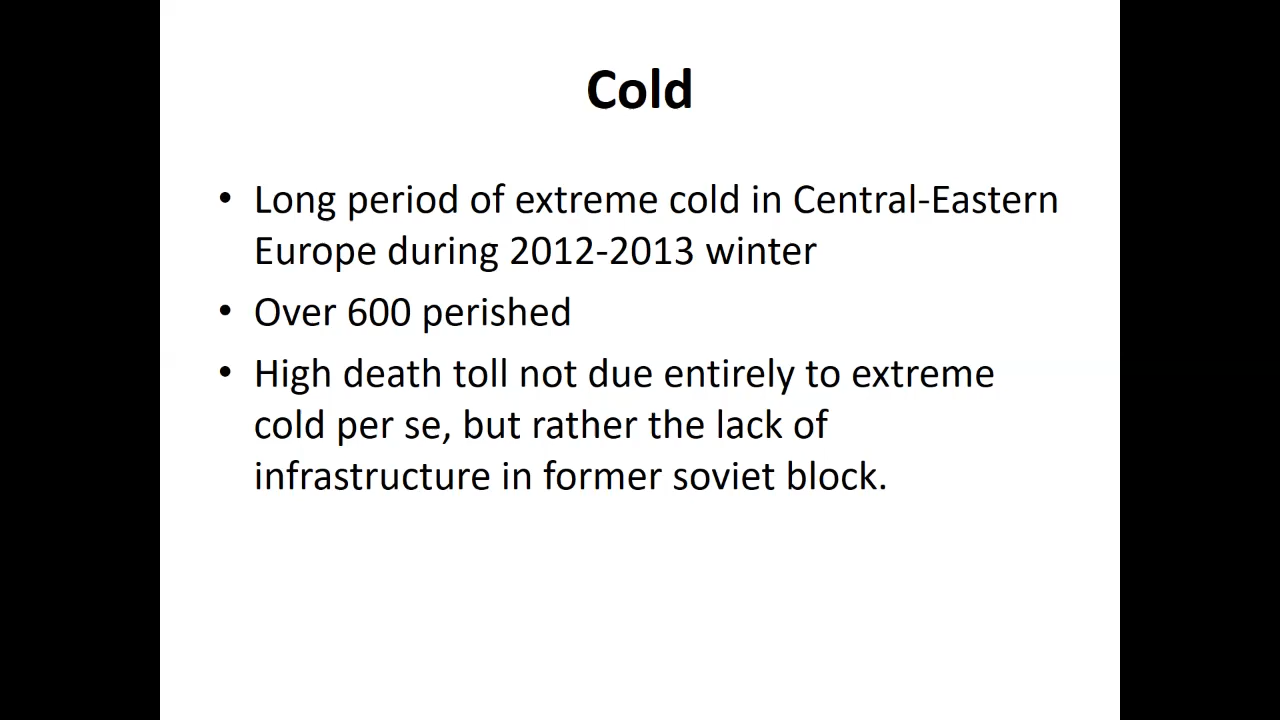 Cold
• Long period of extreme cold in Central-Eastern
Europe during 2012-2013 winter
• Over 600 perished
• High death toll not due entirely to extreme
cold per se, but rather the lack of
infrastructure in former soviet block.